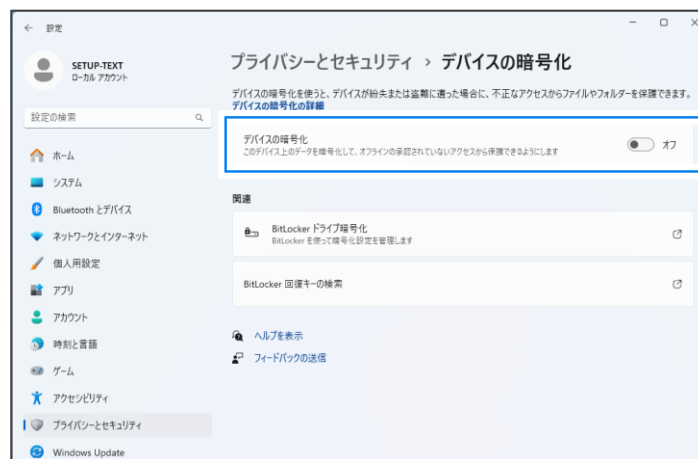 設定
SETUP-TEXT
ローカル アカウント
設定の検索
ホーム
システム
Bluetooth とデバイス
ネットワークとインターネット
個人用設定
アプリ
アカウント
時刻と言語
ゲーム
アクセシビリティ
プライバシーとセキュリティ
Windows Update
プライバシーとセキュリティ › デバイスの暗号化
デバイスの暗号化を使うと、デバイスが紛失または盗難に遭った場合に、不正なアクセスからファイルやフォルダーを保護できます。
デバイスの暗号化の詳細
デバイスの暗号化
このデバイス上のデータを暗号化して、オフラインの承認されていないアクセスから保護できるようにします
オフ
関連
BitLocker ドライブ暗号化
BitLocker を使って暗号化設定を管理します
BitLocker 回復キーの検索
ヘルプを表示
フィードバックの送信